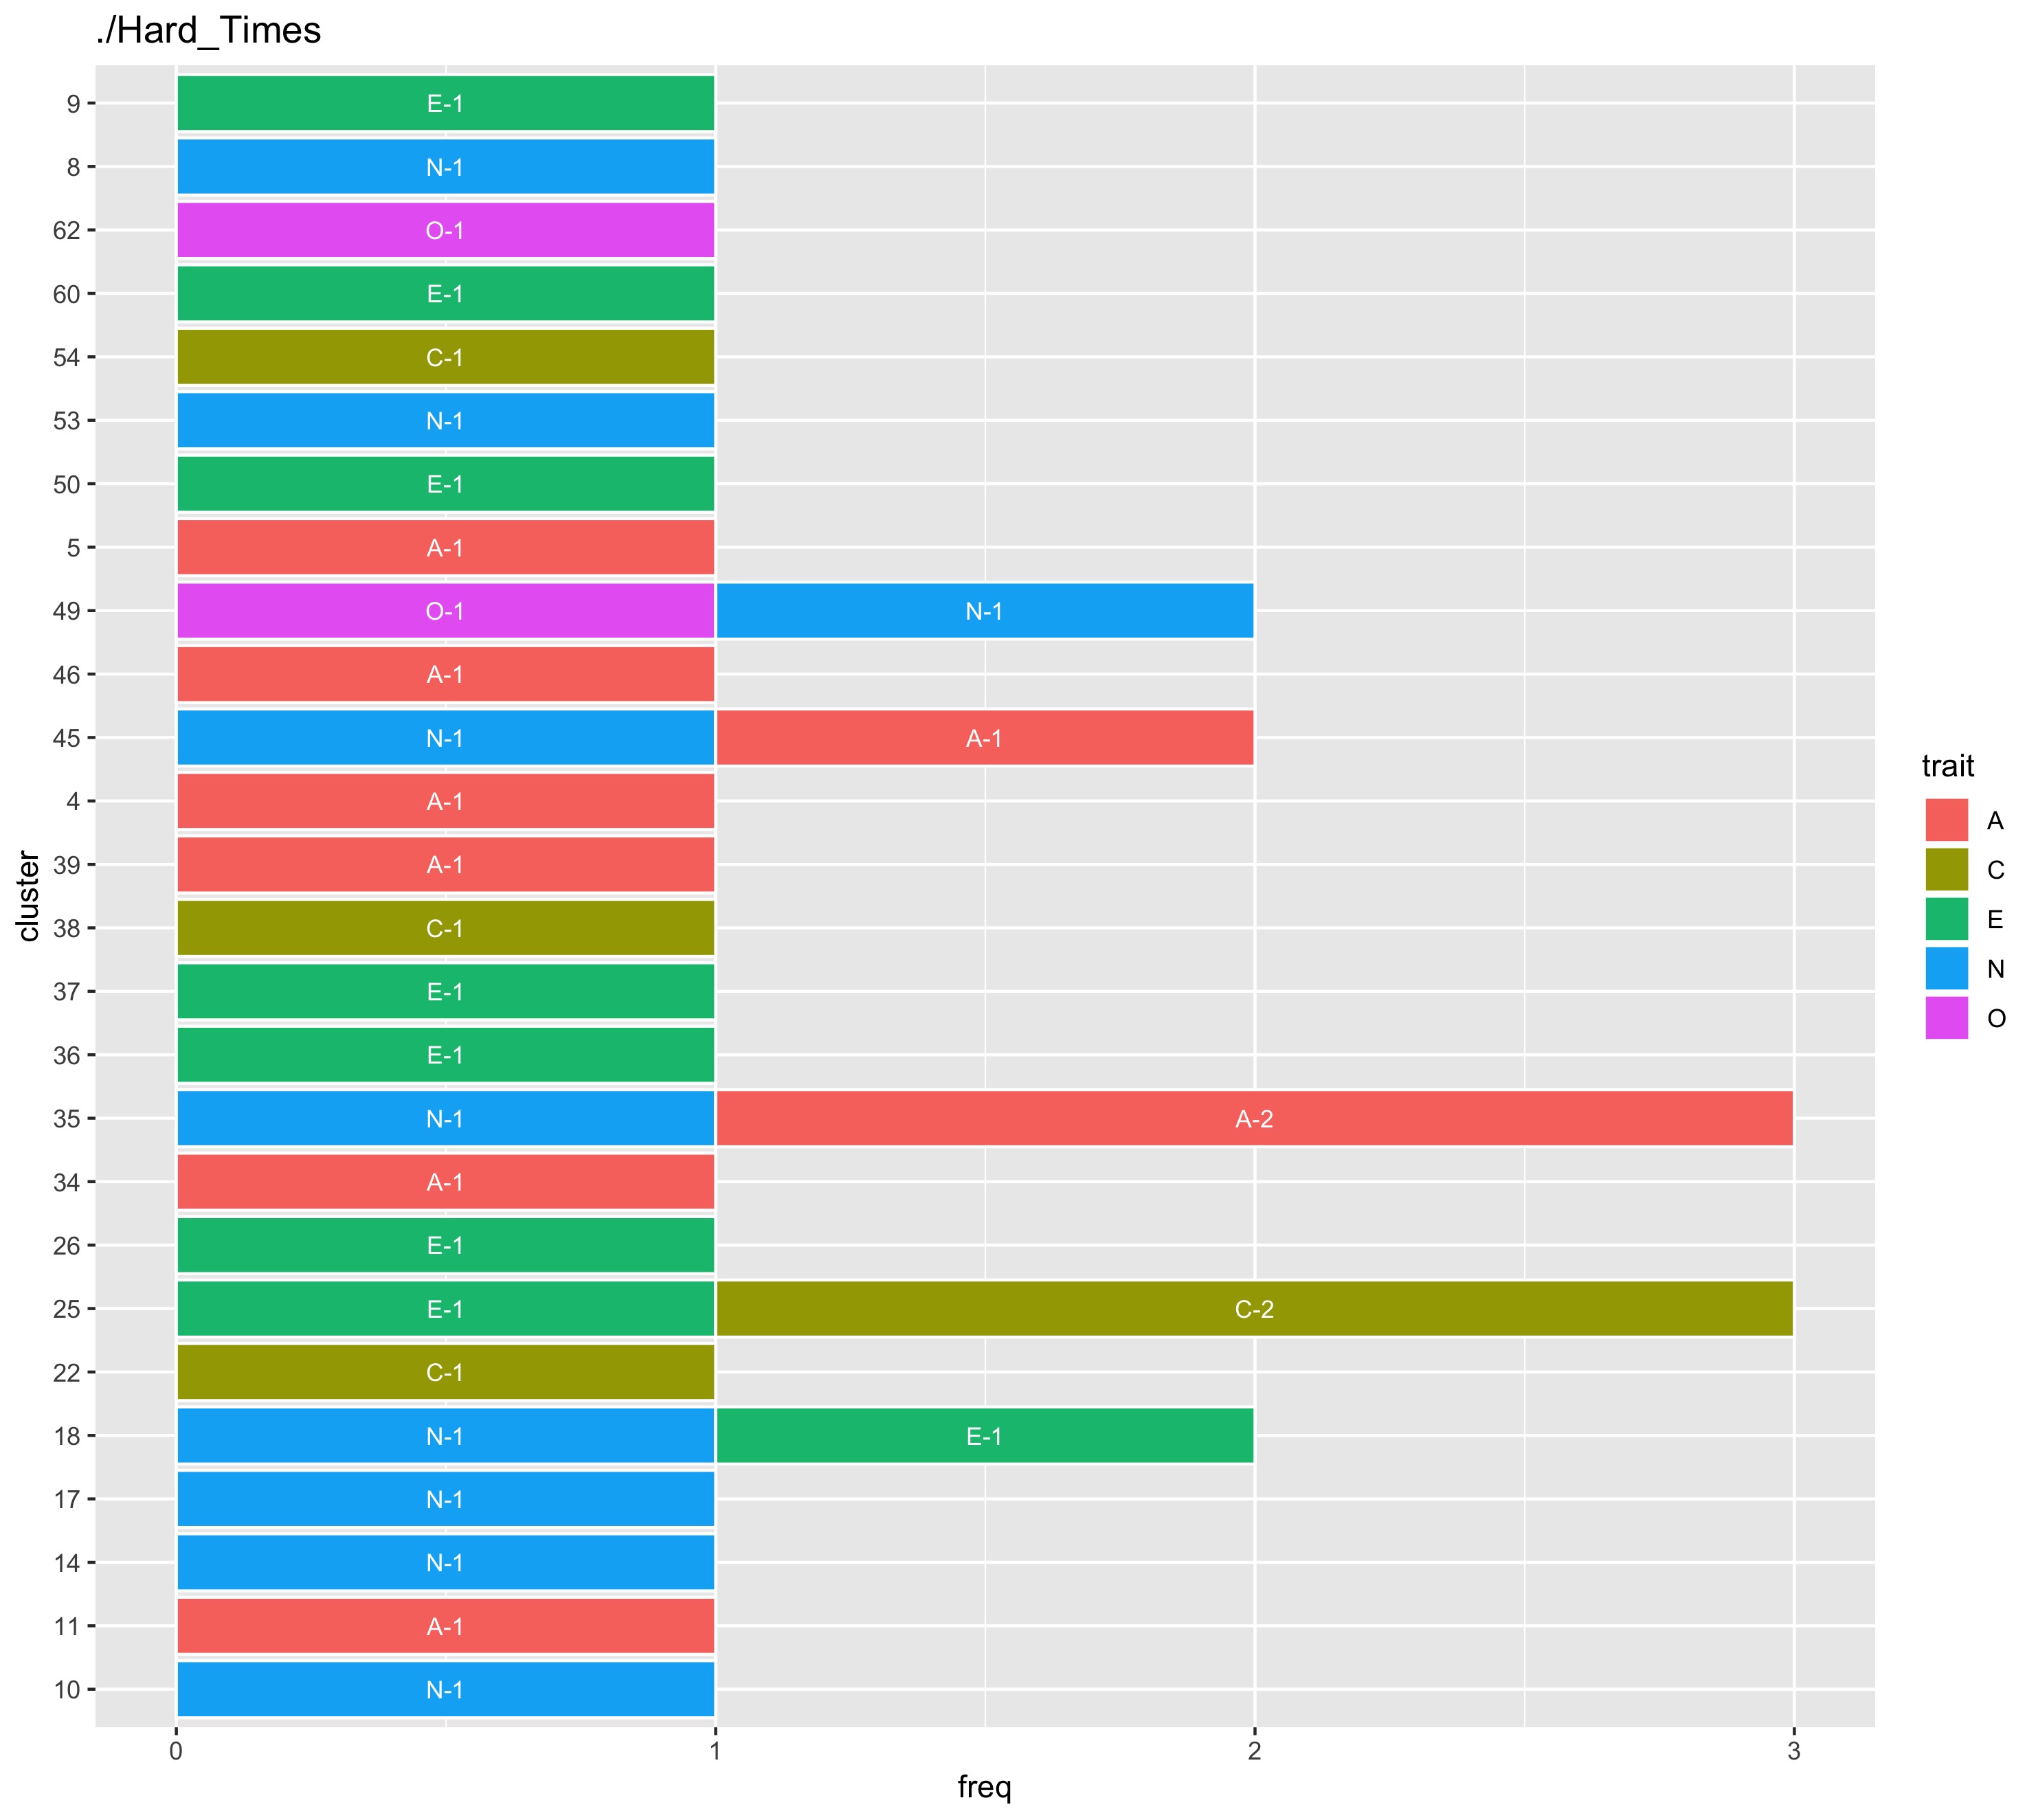 ./Hard_Times
9 E-1
8 N-1
62 O-1
60 E-1
54 C-1
53 N-1
50 E-1
5 A-1
49 O-1 N-1
46 A-1
45 N-1 A-1
4 A-1
39 A-1
38 C-1
37 E-1
36 E-1
35 N-1 A-2
34 A-1
26 E-1
25 E-1 C-2
22 C-1
18 N-1 E-1
17 N-1
14 N-1
11 A-1
10 N-1
0 1 2 3
freq
cluster
trait
A
C
E
N
O